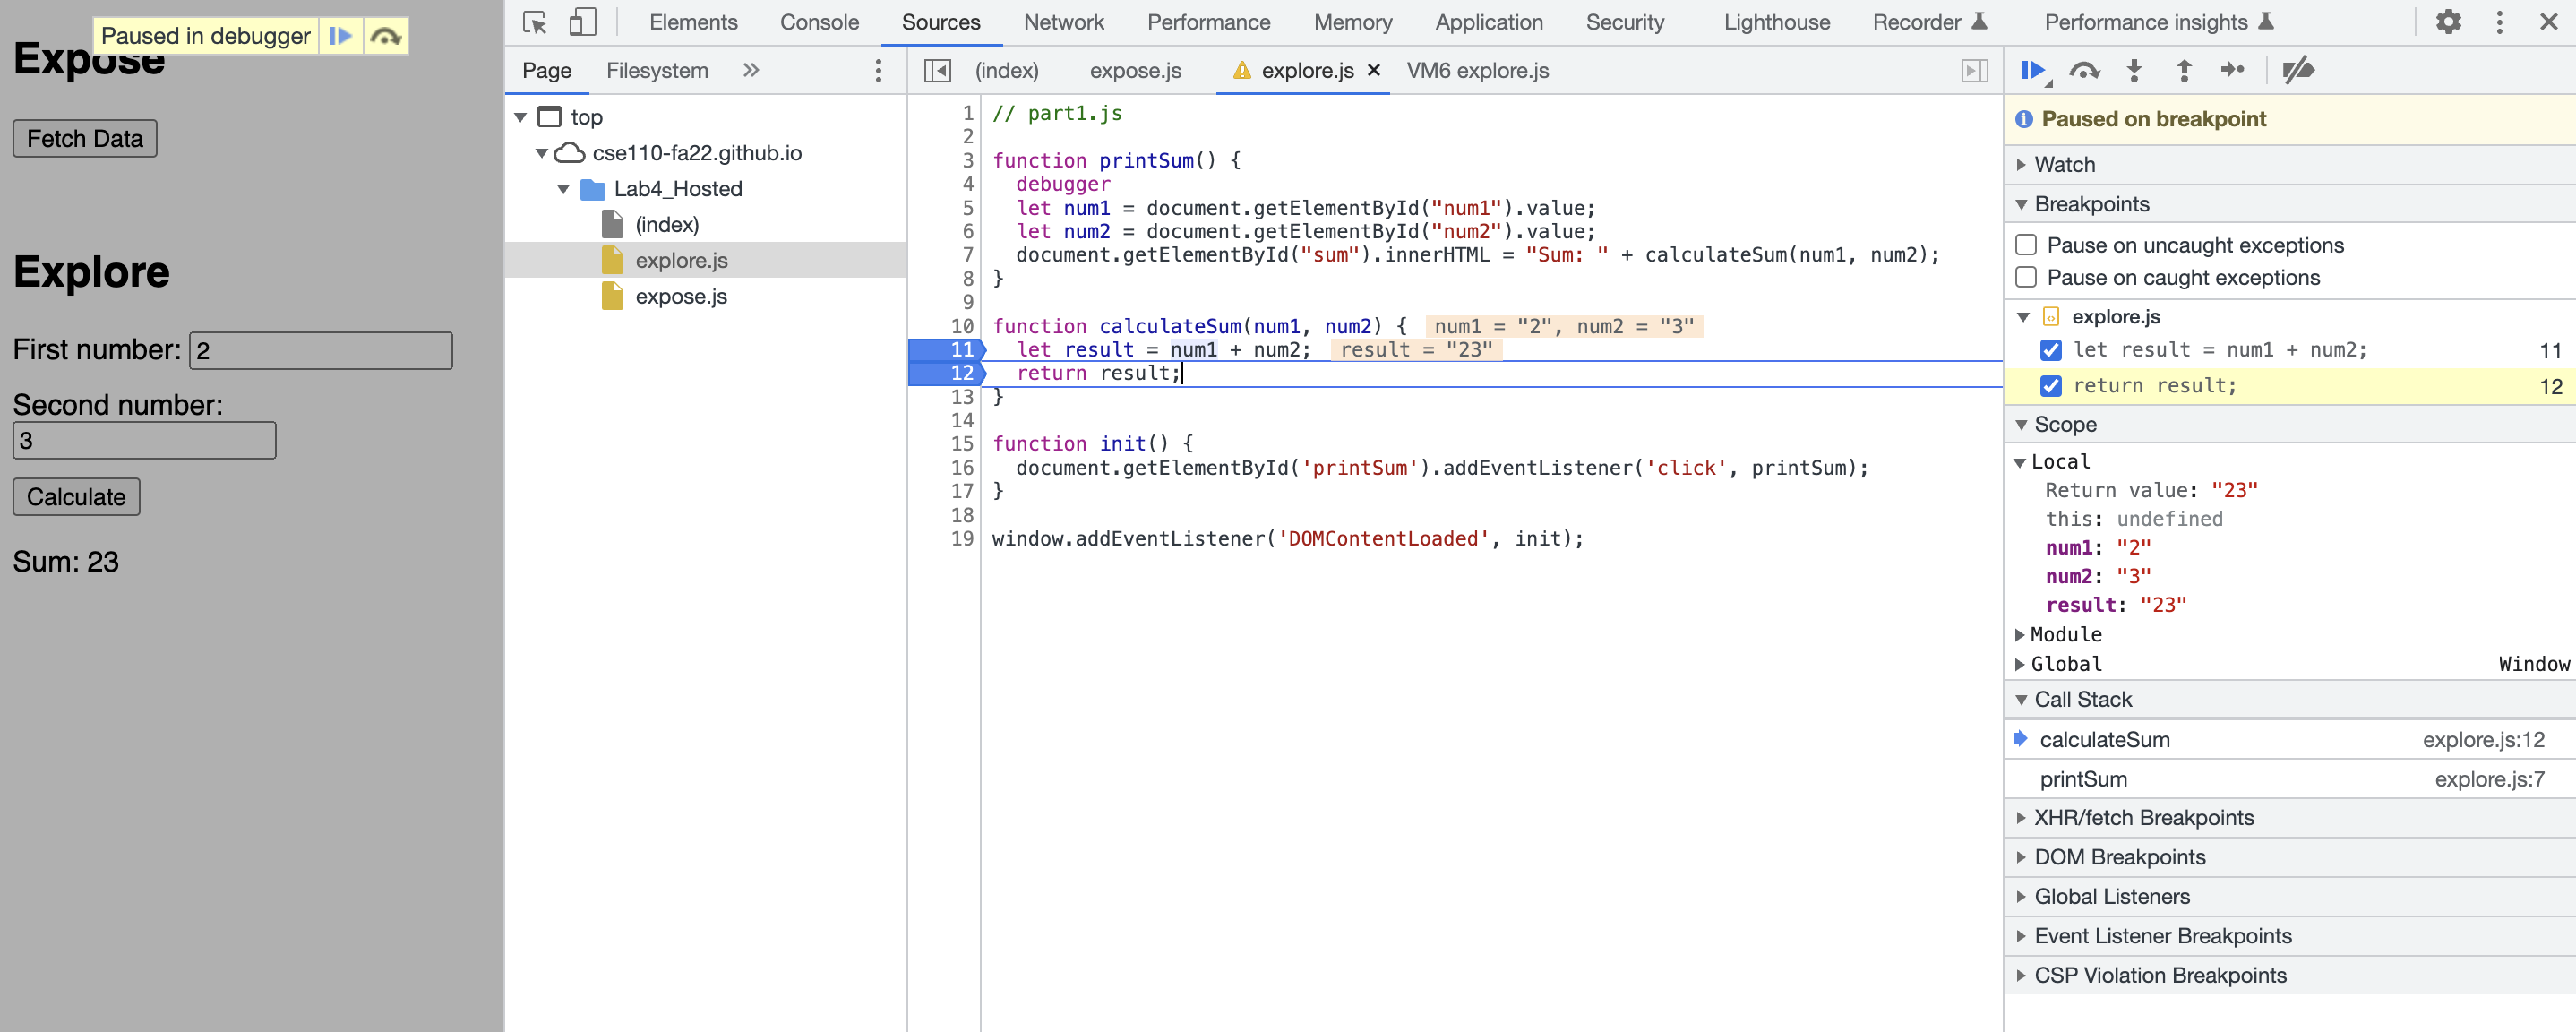 Paused in debugger
Expose
Fetch Data
Explore
First number: 2
Second number:
3
Calculate
Sum: 23
Elements Console Sources Network Performance Memory Application Security Lighthouse Recorder Performance insights
Page Filesystem
(index) expose.js explore.js VM6 explore.js
top
cse110-fa22.github.io
Lab4_Hosted
(index)
explore.js
expose.js
1 // part1.js
2
3 function printSum() {
4 debugger
5 let num1 = document.getElementById("num1").value;
6 let num2 = document.getElementById("num2").value;
7 document.getElementById("sum").innerHTML = "Sum: " + calculateSum(num1, num2);
8 }
9
10 function calculateSum(num1, num2) { num1 = "2", num2 = "3"
11 let result = num1 + num2; result = "23"
12 return result;
13 }
14
15 function init() {
16 document.getElementById('printSum').addEventListener('click', printSum);
17 }
18
19 window.addEventListener('DOMContentLoaded', init);
Paused on breakpoint
Watch
Breakpoints
Pause on uncaught exceptions
Pause on caught exceptions
explore.js
let result = num1 + num2; 11
return result; 12
Scope
Local
Return value: "23"
this: undefined
num1: "2"
num2: "3"
result: "23"
Module
Global Window
Call Stack
calculateSum explore.js:12
printSum explore.js:7
XHR/fetch Breakpoints
DOM Breakpoints
Global Listeners
Event Listener Breakpoints
CSP Violation Breakpoints